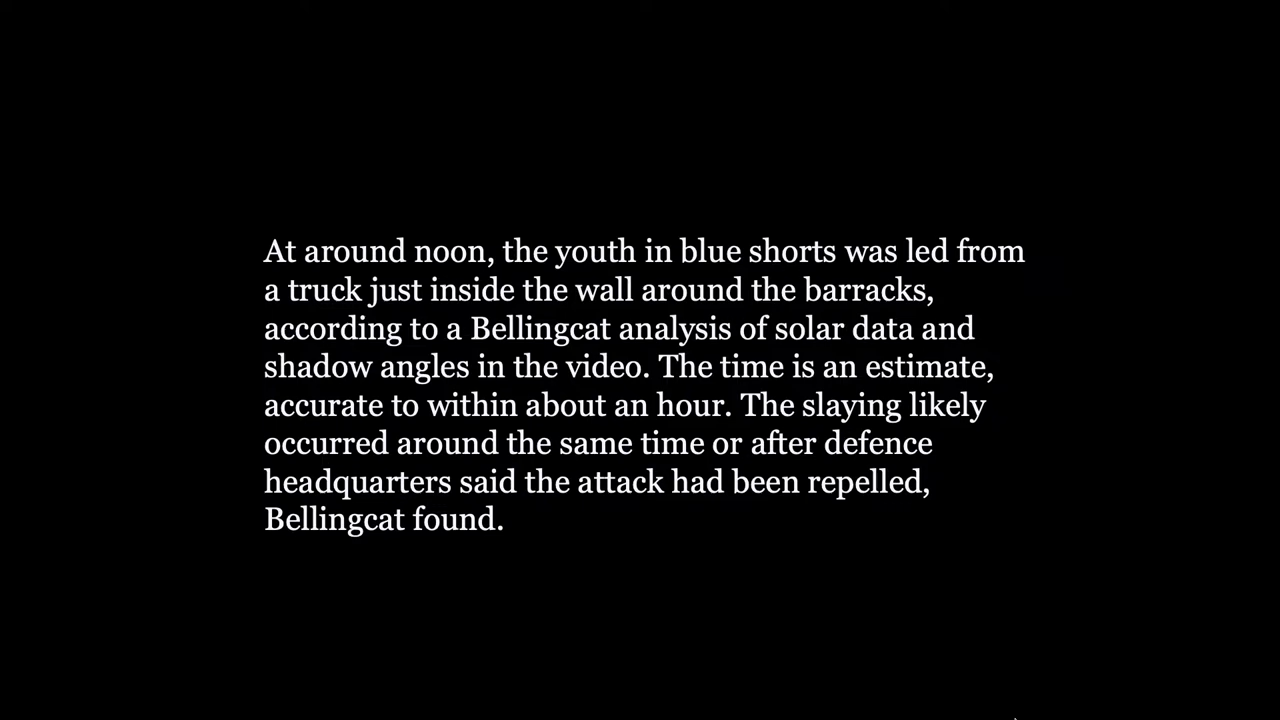 At around noon, the youth in blue shorts was led from
a truck just inside the wall around the barracks,
according to a Bellingcat analysis of solar data and
shadow angles in the video. The time is an estimate,
accurate to within about an hour. The slaying likely
occurred around the same time or after defence
headquarters said the attack had been repelled,
Bellingcat found.